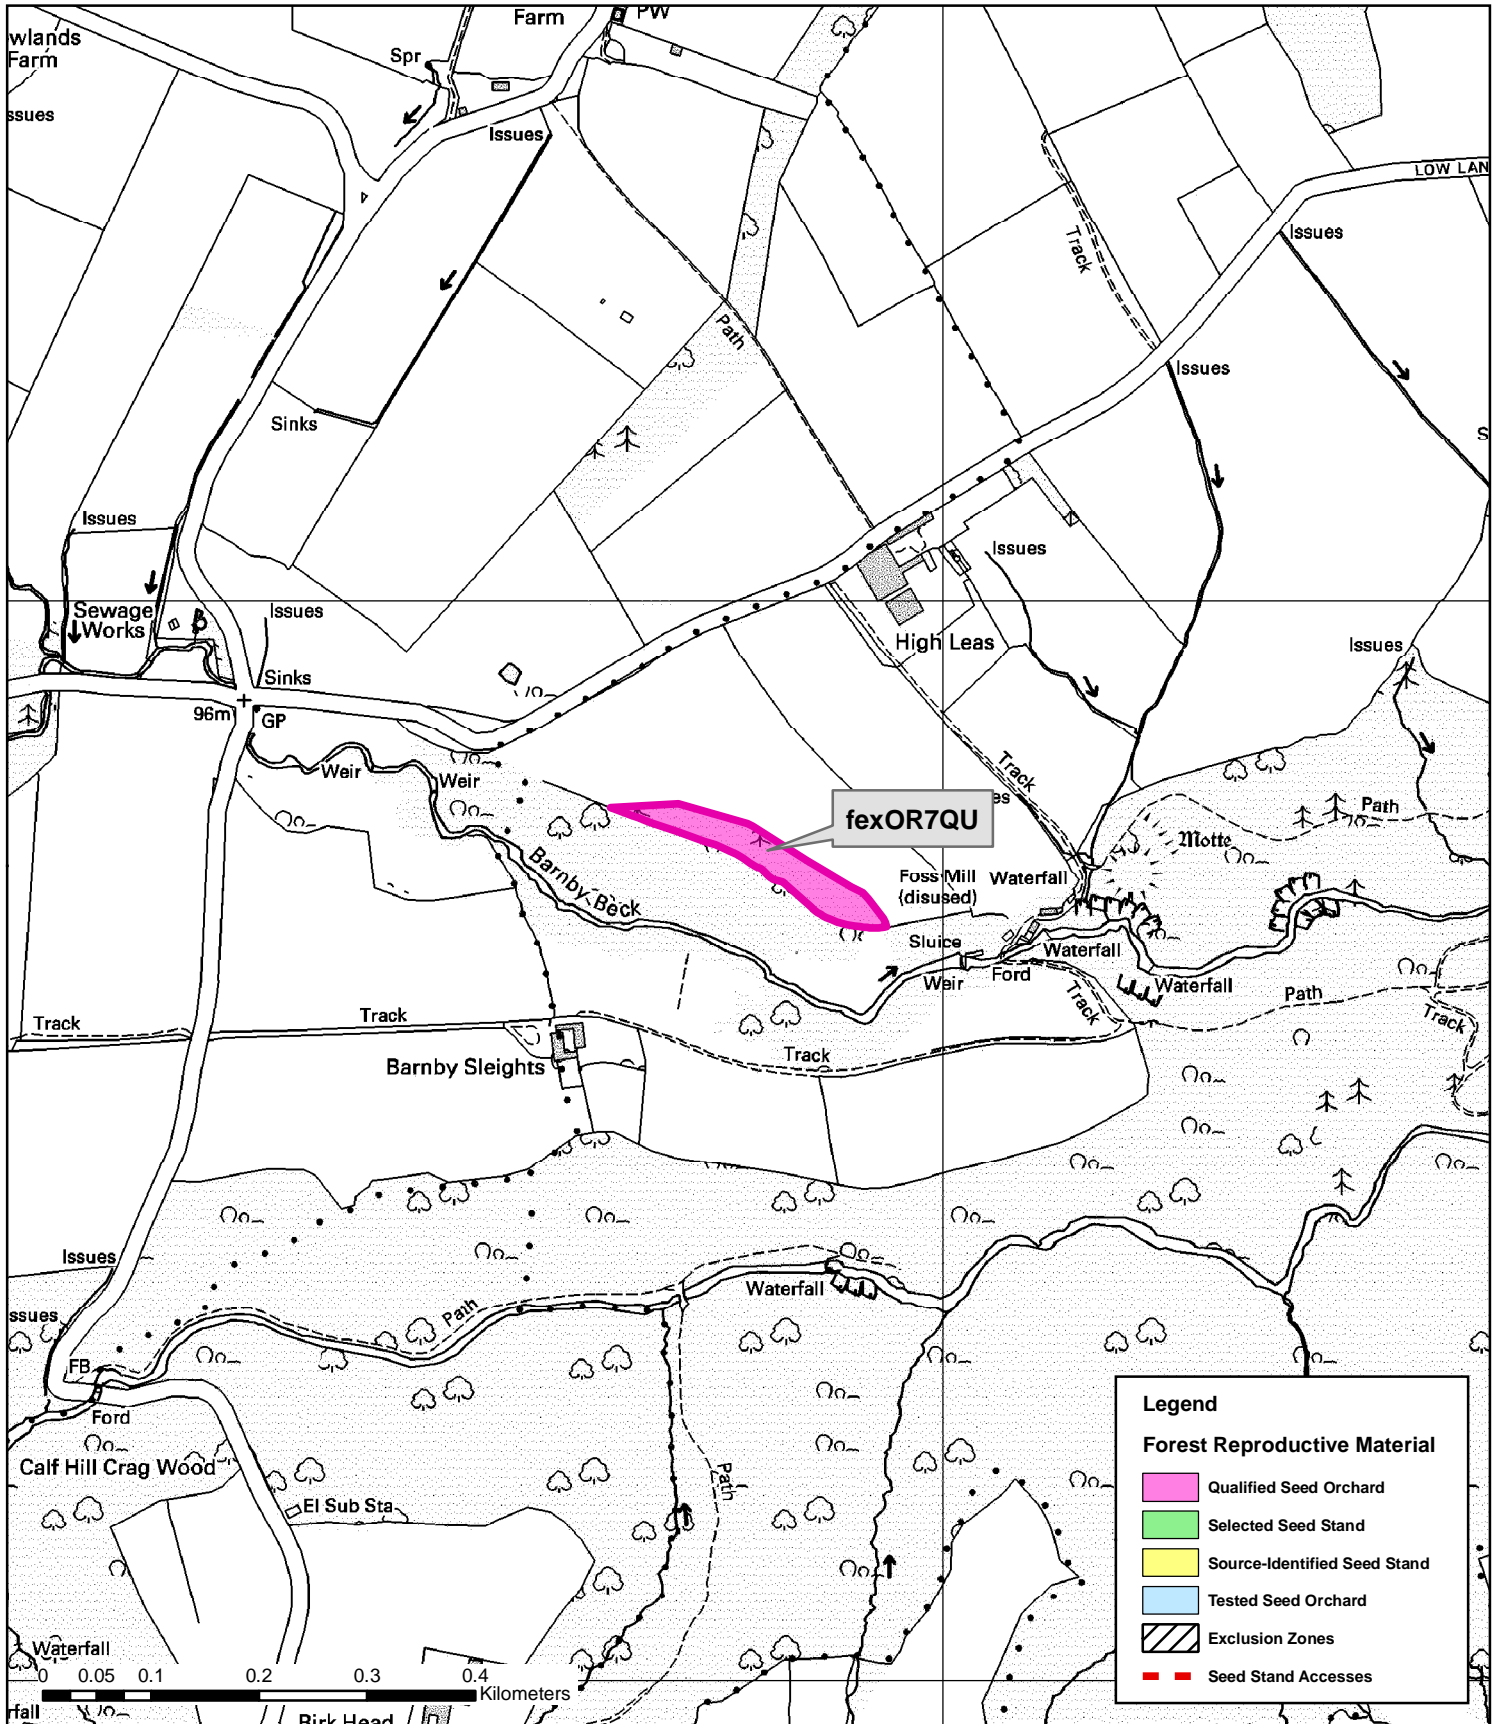 Farm
PW
wlands
Farm
Spr
ssues
Issues
LOW LAN
Issues
Track
Path
Issues
Sinks
S
Issues
Issues
Sewage
Works
Issues
High Leas
Issues
Sinks
96m
GP
Weir
Weir
Track
es
Path
fexOR7QU
Motte
Barnby Beck
Foss Mill
(disused)
Waterfall
Sluice
Waterfall
Weir
Ford
Waterfall
Path
Track
Track
Track
Track
Track
Barnby Sleights
Issues
Waterfall
Path
ssues
FB
Ford
Calf Hill Crag Wood
El Sub Sta
Path
Legend
Forest Reproductive Material
Qualified Seed Orchard
Selected Seed Stand
Source-Identified Seed Stand
Tested Seed Orchard
Exclusion Zones
Seed Stand Accesses
Waterfall
0 0.05 0.1 0.2 0.3 0.4
Kilometers
rfall
Birk Head